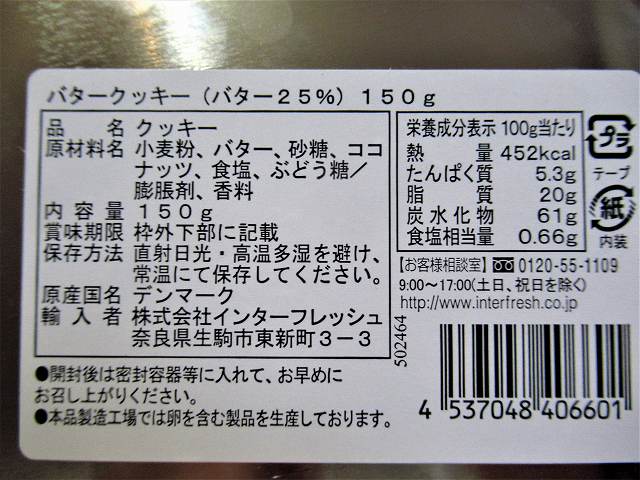 バタークッキー（バター２５％）１５０ｇ
品　　名 クッキー
原材料名 小麦粉、バター、砂糖、ココ
ナッツ、食塩、ぶどう糖／
膨脹剤、香料
内 容 量 １５０ｇ
賞味期限 枠外下部に記載
保存方法 直射日光・高温多湿を避け、
常温にて保存してください。
原産国名 デンマーク
輸 入 者 株式会社インターフレッシュ
奈良県生駒市東新町３－３
●開封後は密封容器等に入れて、お早めに
お召し上がりください。
●本品製造工場では卵を含む製品を生産しております。
栄養成分表示 100g当たり
熱　　量 452kcal
たんぱく質 5.3g
脂　　質 20g
炭水化物 61g
食塩相当量 0.66g
プラ
テープ
紙
内装
【お客様相談室】 0120-55-1109
9:00～17:00(土日、祝日を除く)
http://www.interfresh.co.jp
502464
4 537048 406601